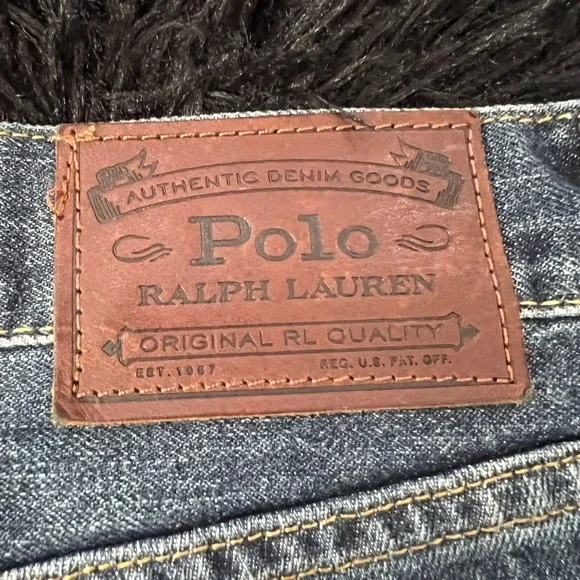 AUTHENTIC DENIM GOODS
Polo
RALPH LAUREN
ORIGINAL RL QUALITY
EST. 1967 REG. U.S. PAT. OFF.